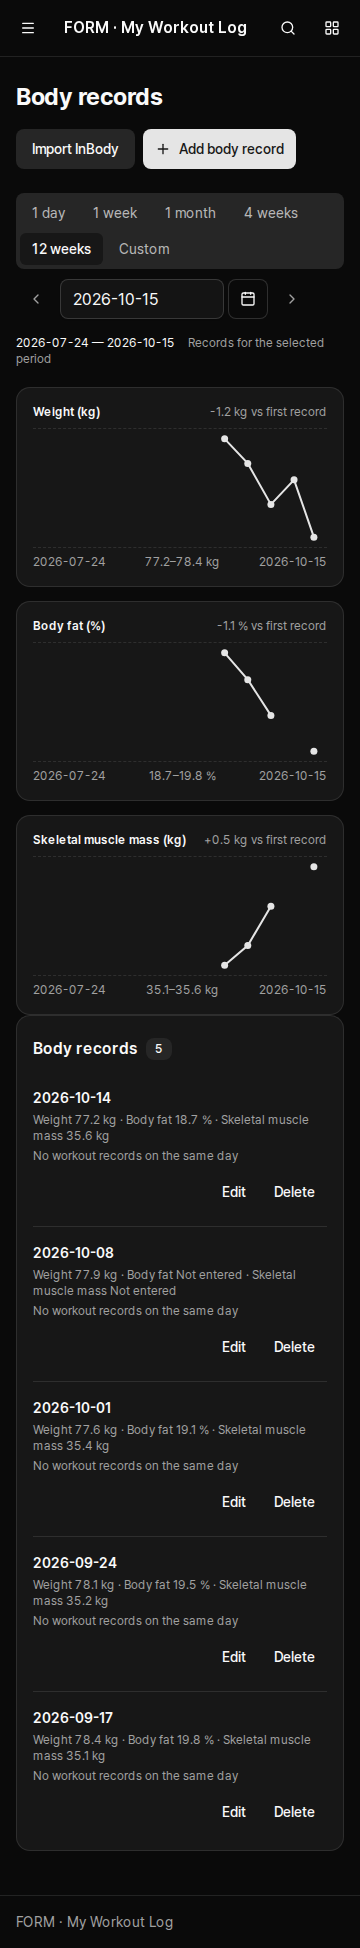 FORM · My Workout Log
Body records
Import InBody
Add body record
1 day 1 week 1 month 4 weeks
12 weeks Custom
2026-10-15
2026-07-24 — 2026-10-15 Records for the selected
period
Weight (kg) -1.2 kg vs first record
2026-07-24 77.2–78.4 kg 2026-10-15
Body fat (%) -1.1 % vs first record
2026-07-24 18.7–19.8 % 2026-10-15
Skeletal muscle mass (kg) +0.5 kg vs first record
2026-07-24 35.1–35.6 kg 2026-10-15
Body records 5
2026-10-14
Weight 77.2 kg · Body fat 18.7 % · Skeletal muscle
mass 35.6 kg
No workout records on the same day
Edit Delete
2026-10-08
Weight 77.9 kg · Body fat Not entered · Skeletal
muscle mass Not entered
No workout records on the same day
Edit Delete
2026-10-01
Weight 77.6 kg · Body fat 19.1 % · Skeletal muscle
mass 35.4 kg
No workout records on the same day
Edit Delete
2026-09-24
Weight 78.1 kg · Body fat 19.5 % · Skeletal muscle
mass 35.2 kg
No workout records on the same day
Edit Delete
2026-09-17
Weight 78.4 kg · Body fat 19.8 % · Skeletal muscle
mass 35.1 kg
No workout records on the same day
Edit Delete
FORM · My Workout Log